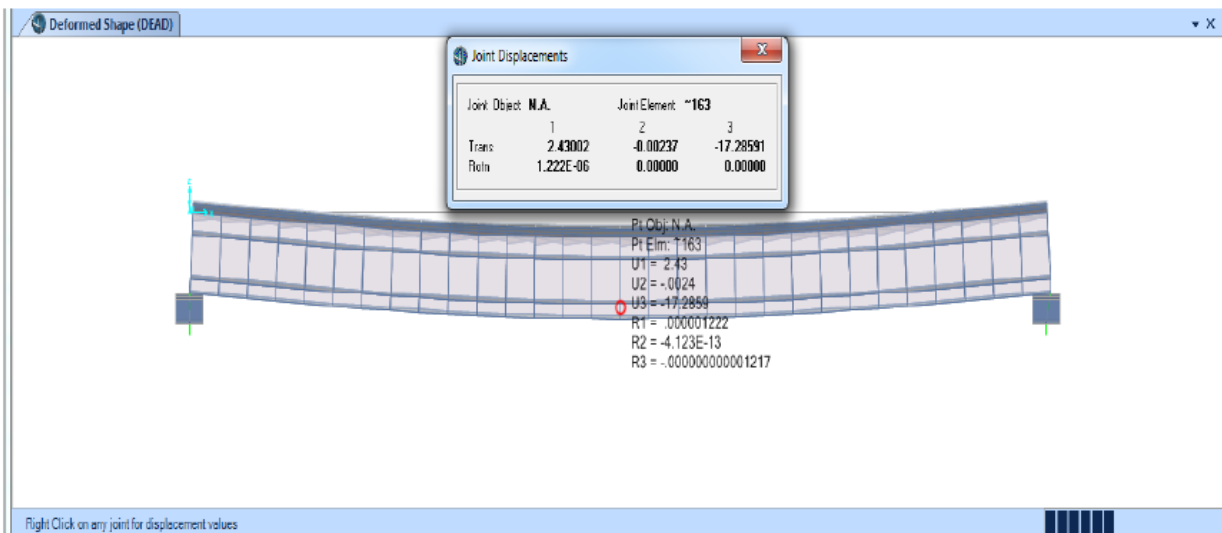 Deformed Shape (DEAD)
X
Joint Displacements
X
Joint Object N.A. Joint Element ~163
1 2 3
Trans 2.43002 -0.00237 -17.28591
Rotn 1.222E-06 0.00000 0.00000
Pt Obj: N.A.
Pt Elm: ~163
U1 = 2.43
U2 = -.0024
U3 = -17.2859
R1 = .000001222
R2 = -4.123E-13
R3 = -.000000000001217
Right Click on any joint for displacement values